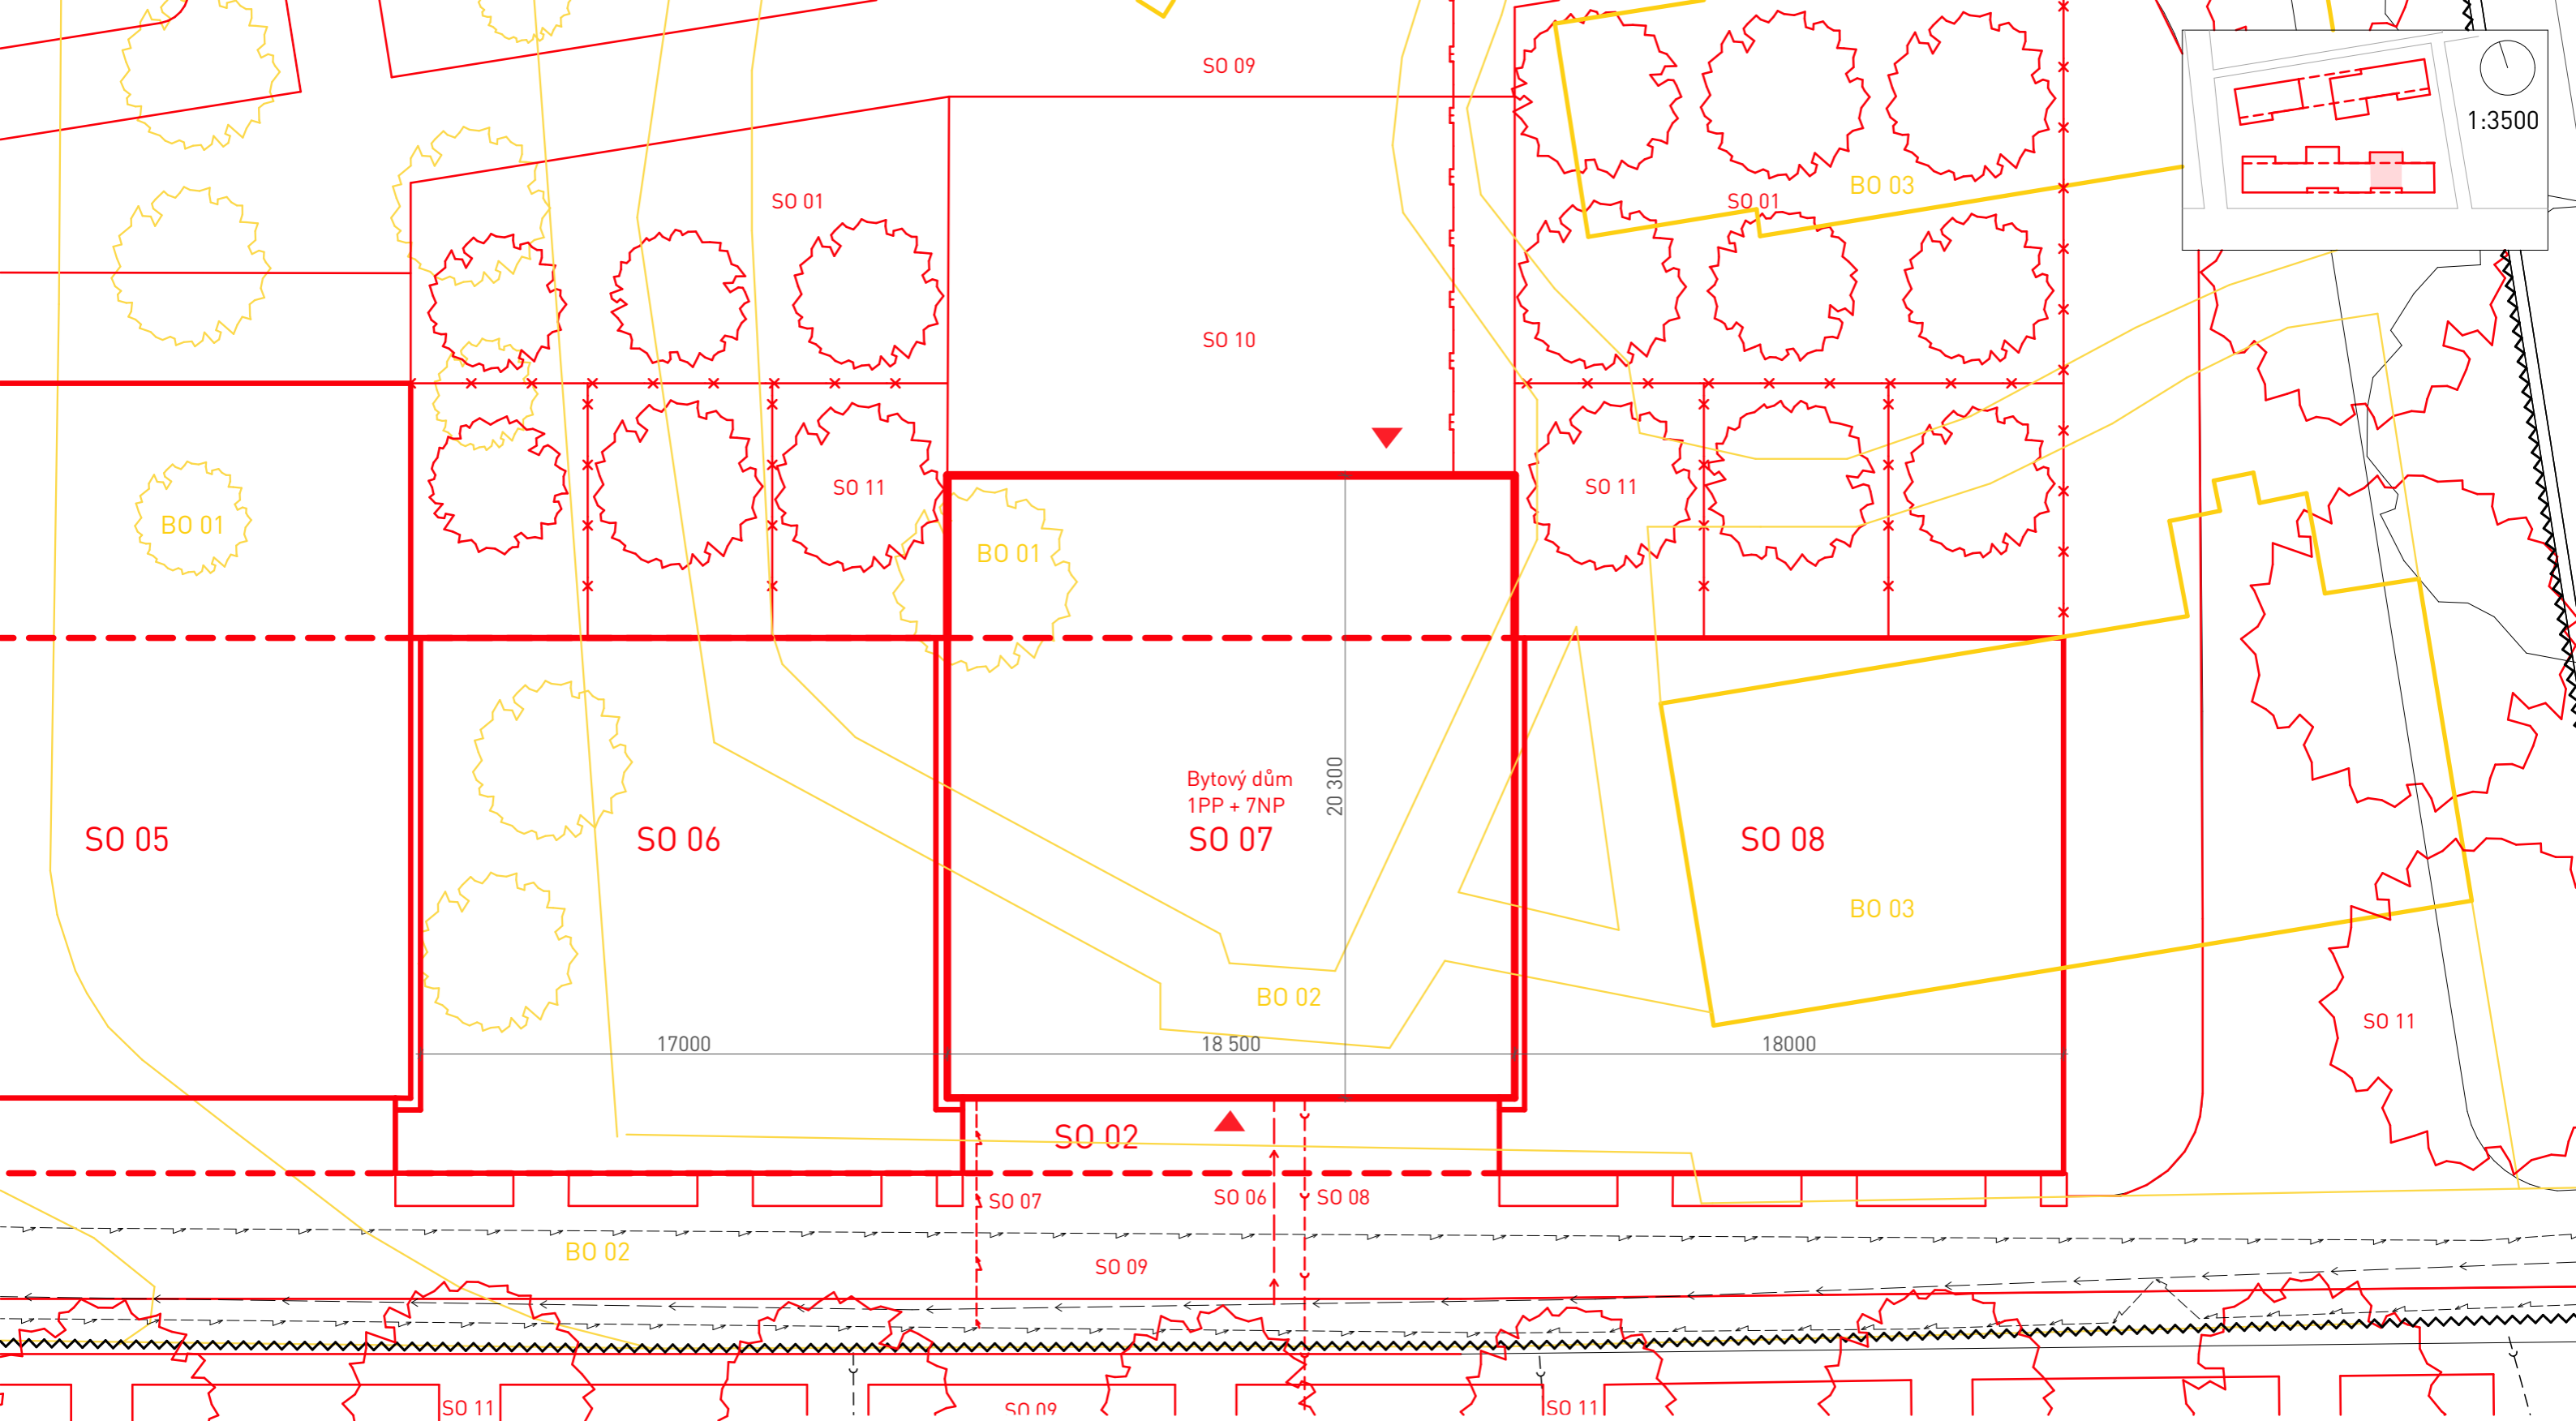 SO 09
1:3500
SO 01
SO 01
BO 03
SO 10
SO 11
SO 11
BO 01
BO 01
Bytový dům
1PP + 7NP
20 300
SO 05
SO 06
SO 07
SO 08
BO 03
BO 02
SO 11
17000
18 500
18000
SO 02
SO 07
SO 06
SO 08
BO 02
SO 09
SO 11
SO 09
SO 11